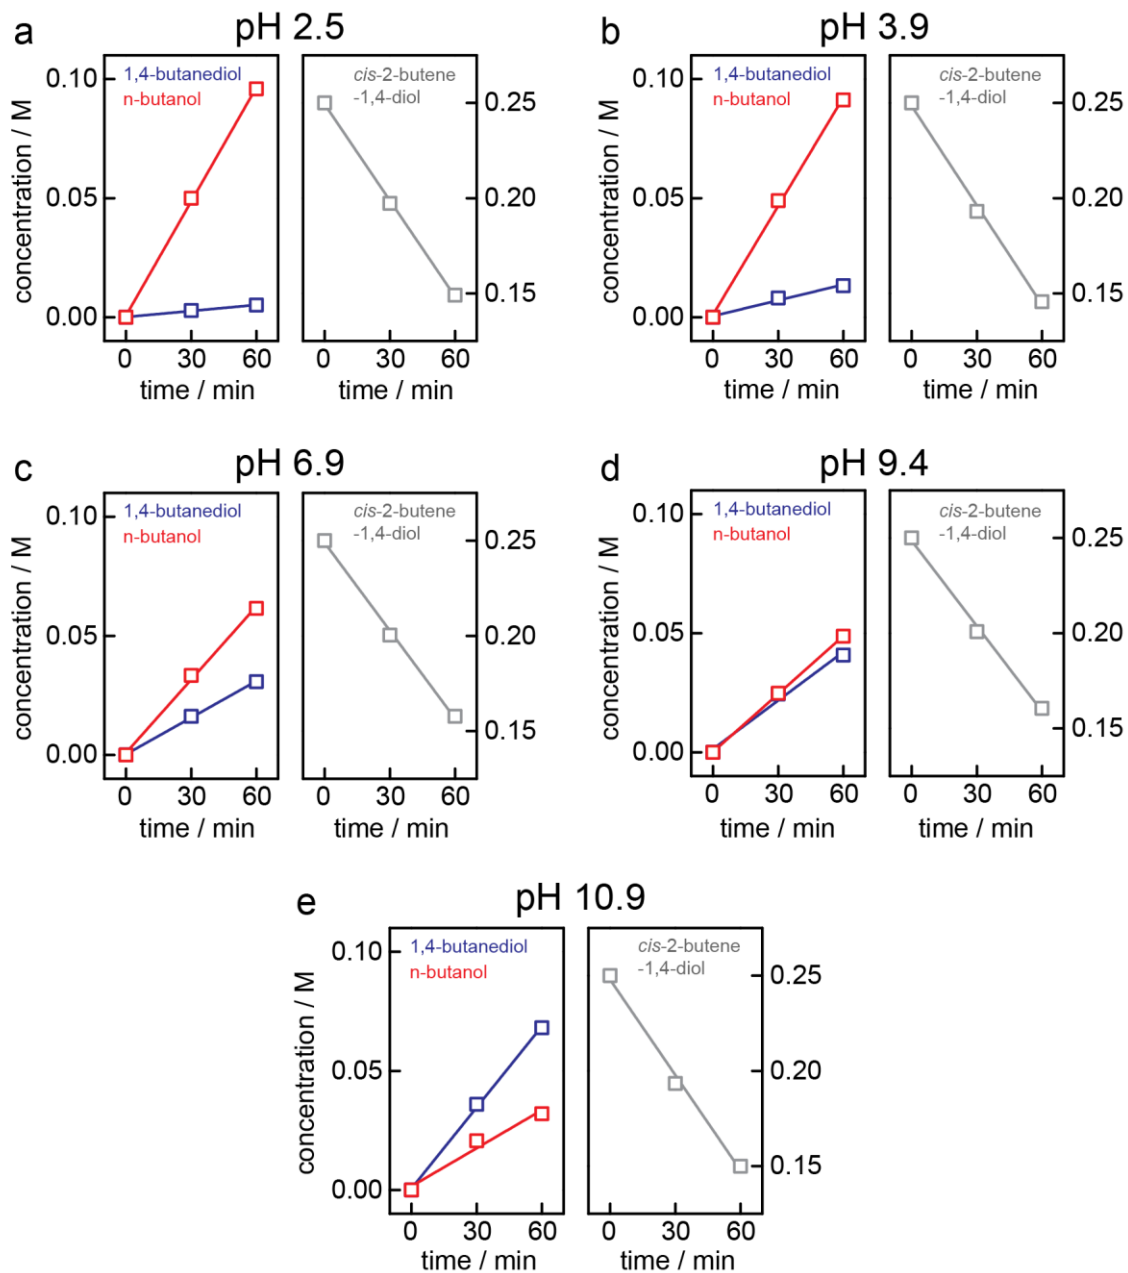 a
pH 2.5
1,4-butanediol
n-butanol
cis-2-butene
-1,4-diol
concentration / M
0.10
0.05
0.00
0.25
0.20
0.15
0 30 60
0 30 60
time / min
time / min
b
pH 3.9
1,4-butanediol
n-butanol
cis-2-butene
-1,4-diol
concentration / M
0.10
0.05
0.00
0.25
0.20
0.15
0 30 60
0 30 60
time / min
time / min
c
pH 6.9
1,4-butanediol
n-butanol
cis-2-butene
-1,4-diol
concentration / M
0.10
0.05
0.00
0.25
0.20
0.15
0 30 60
0 30 60
time / min
time / min
d
pH 9.4
1,4-butanediol
n-butanol
cis-2-butene
-1,4-diol
concentration / M
0.10
0.05
0.00
0.25
0.20
0.15
0 30 60
0 30 60
time / min
time / min
e
pH 10.9
1,4-butanediol
n-butanol
cis-2-butene
-1,4-diol
concentration / M
0.10
0.05
0.00
0.25
0.20
0.15
0 30 60
0 30 60
time / min
time / min